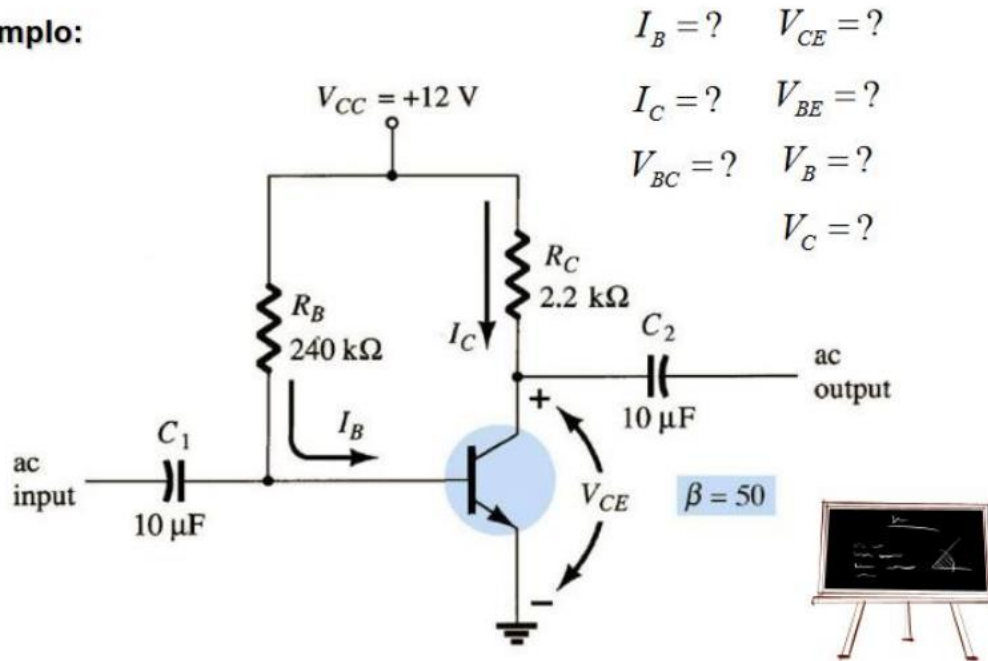 mplo:
I_B = ? V_CE = ?
I_C = ? V_BE = ?
V_BC = ? V_B = ?
V_C = ?
V_CC = +12 V
R_C
2.2 kΩ
R_B
240 kΩ
I_C
C_2
10 μF
ac
output
I_B
C_1
10 μF
ac
input
+
V_CE
−
β = 50